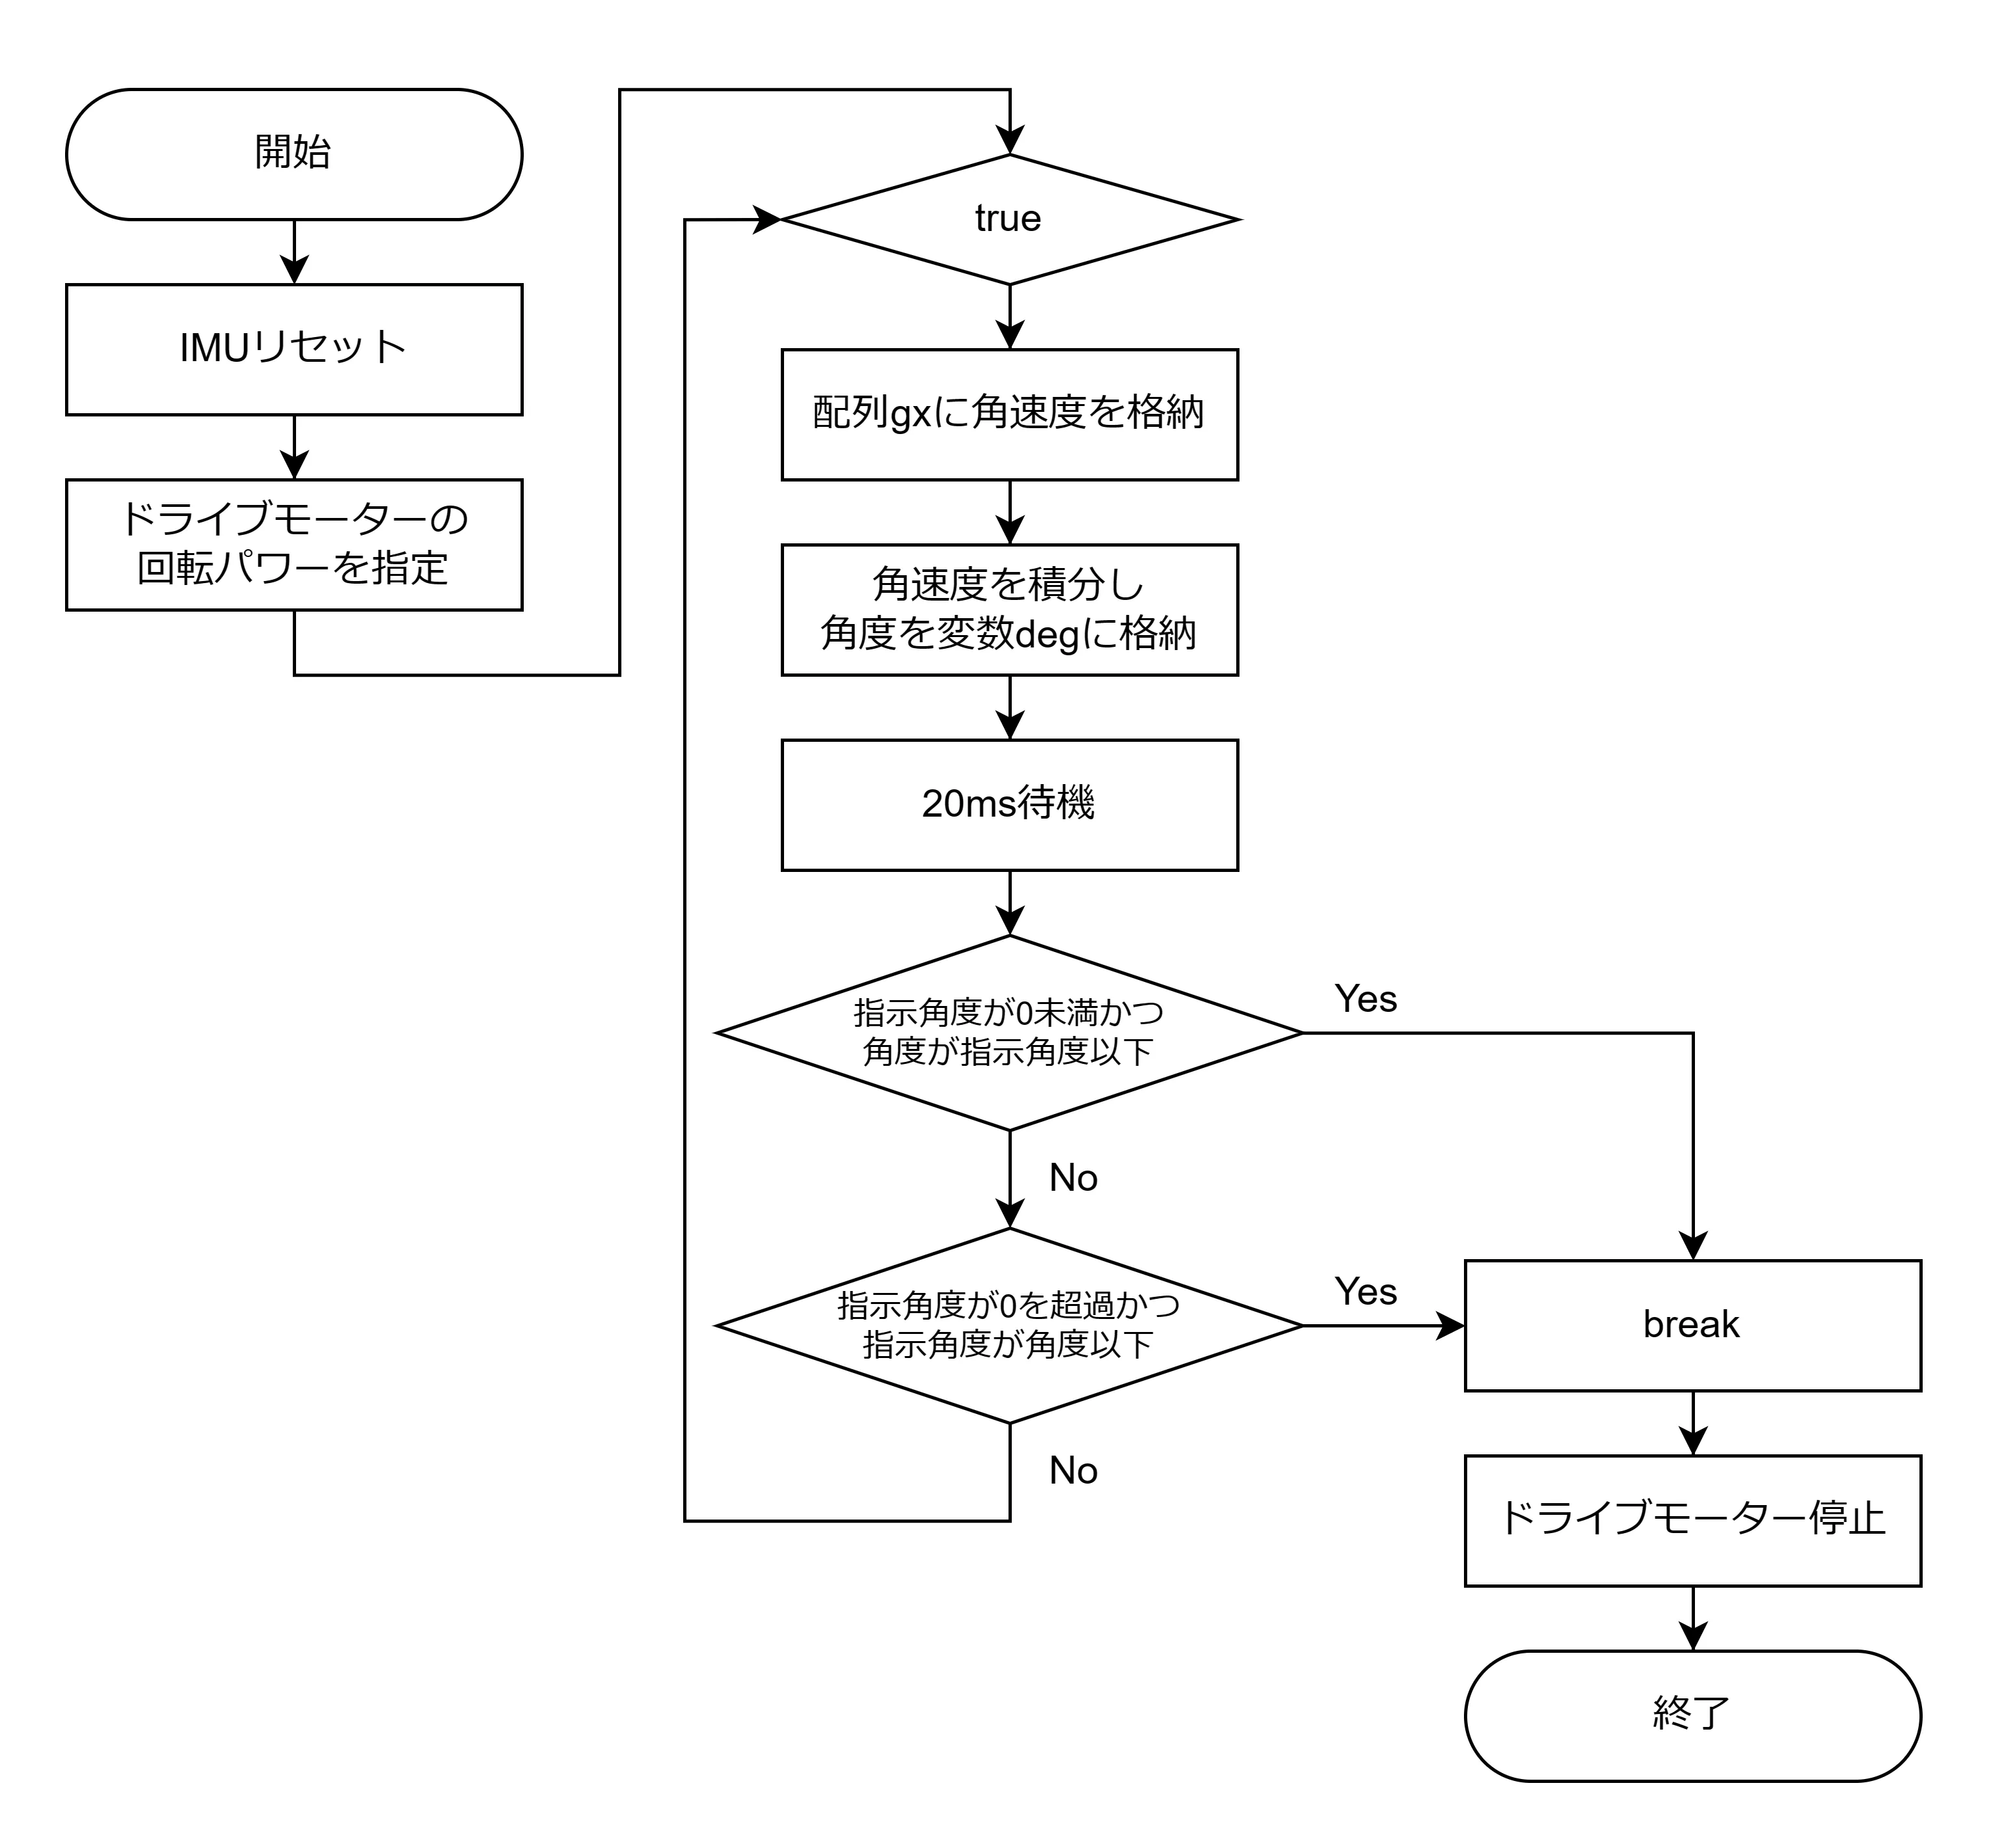 開始
IMUリセット
ドライブモーターの
回転パワーを指定
true
配列gxに角速度を格納
角速度を積分し
角度を変数degに格納
20ms待機
指示角度が0未満かつ
角度が指示角度以下
Yes
No
指示角度が0を超過かつ
指示角度が角度以下
Yes
No
break
ドライブモーター停止
終了